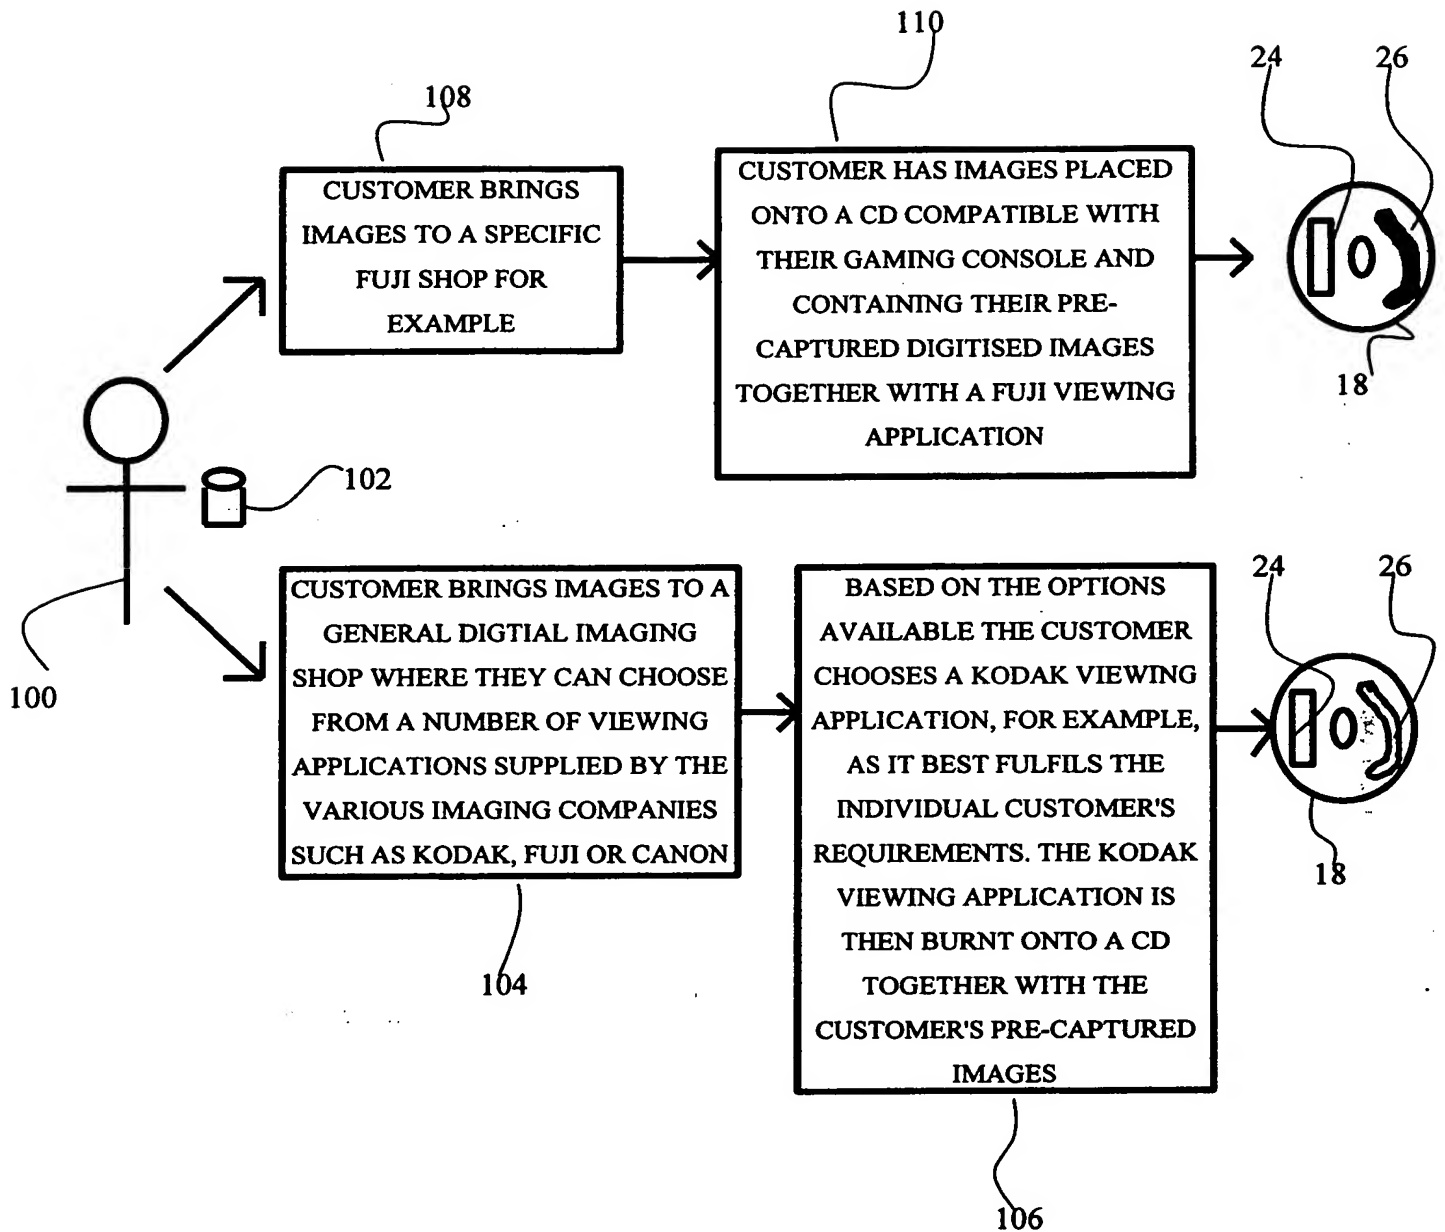 110
24
26
108
CUSTOMER BRINGS
IMAGES TO A SPECIFIC
FUJI SHOP FOR
EXAMPLE
CUSTOMER HAS IMAGES PLACED
ONTO A CD COMPATIBLE WITH
THEIR GAMING CONSOLE AND
CONTAINING THEIR PRE-
CAPTURED DIGITISED IMAGES
TOGETHER WITH A FUJI VIEWING
APPLICATION
18
102
100
CUSTOMER BRINGS IMAGES TO A
GENERAL DIGTIAL IMAGING
SHOP WHERE THEY CAN CHOOSE
FROM A NUMBER OF VIEWING
APPLICATIONS SUPPLIED BY THE
VARIOUS IMAGING COMPANIES
SUCH AS KODAK, FUJI OR CANON
104
BASED ON THE OPTIONS
AVAILABLE THE CUSTOMER
CHOOSES A KODAK VIEWING
APPLICATION, FOR EXAMPLE,
AS IT BEST FULFILS THE
INDIVIDUAL CUSTOMER'S
REQUIREMENTS. THE KODAK
VIEWING APPLICATION IS
THEN BURNT ONTO A CD
TOGETHER WITH THE
CUSTOMER'S PRE-CAPTURED
IMAGES
106
24
26
18